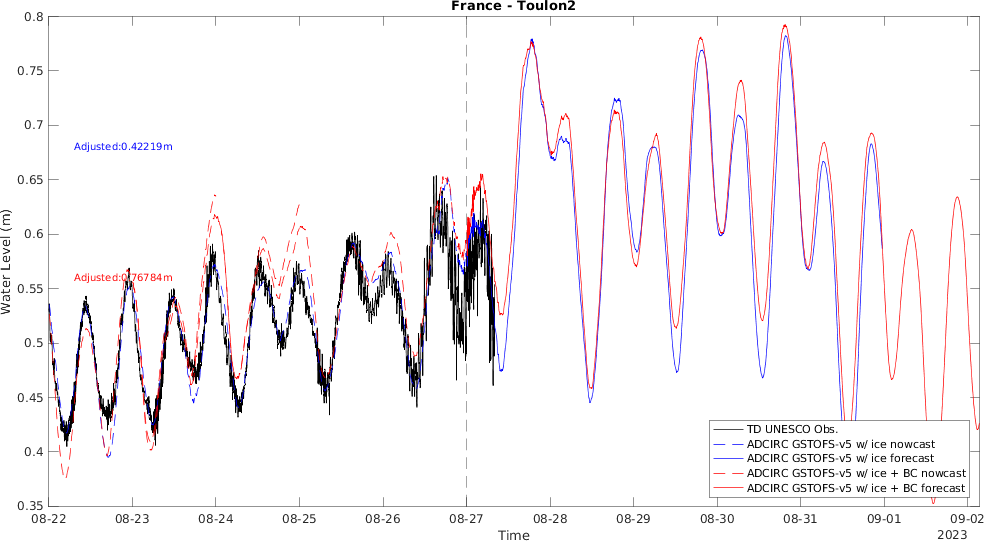 France - Toulon2
0.8
0.75
0.7
0.65
0.6
0.55
0.5
0.45
0.4
0.35
Water Level (m)
Adjusted:0.42219m
Adjusted:0.76784m
TD UNESCO Obs.
ADCIRC GSTOFS-v5 w/ ice nowcast
ADCIRC GSTOFS-v5 w/ ice forecast
ADCIRC GSTOFS-v5 w/ ice + BC nowcast
ADCIRC GSTOFS-v5 w/ ice + BC forecast
08-22 08-23 08-24 08-25 08-26 08-27 08-28 08-29 08-30 08-31 09-01 09-02
Time
2023